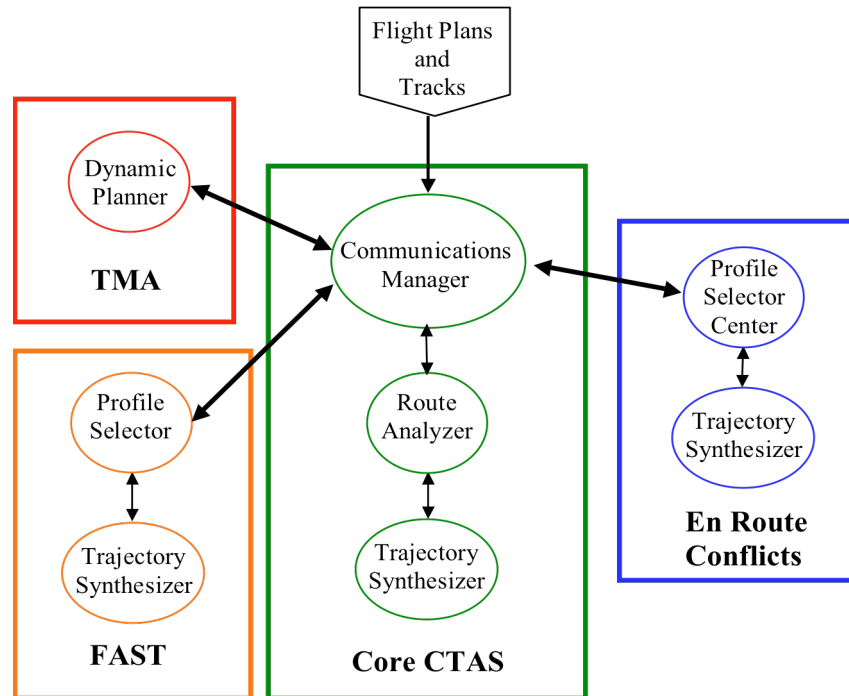 Flight Plans
and
Tracks
Dynamic
Planner
TMA
Communications
Manager
Profile
Selector
Center
Trajectory
Synthesizer
En Route
Conflicts
Profile
Selector
Trajectory
Synthesizer
FAST
Route
Analyzer
Trajectory
Synthesizer
Core CTAS